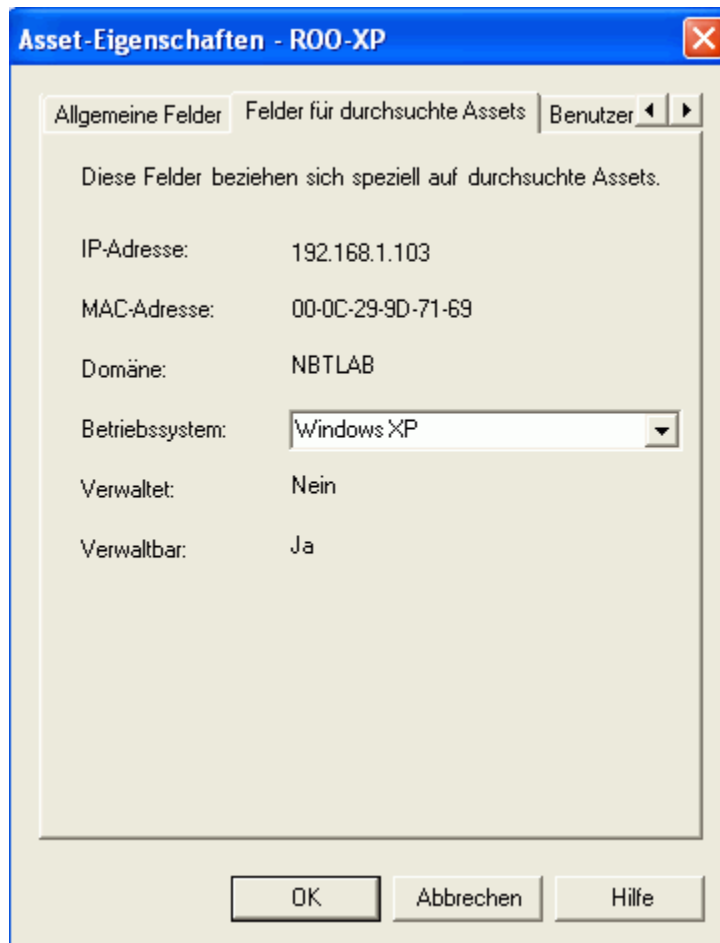 Asset-Eigenschaften - ROO-XP
Allgemeine Felder Felder für durchsuchte Assets Benutzer
Diese Felder beziehen sich speziell auf durchsuchte Assets.
IP-Adresse: 192.168.1.103
MAC-Adresse: 00-0C-29-9D-71-69
Domäne: NBTLAB
Betriebssystem: Windows XP
Verwaltet: Nein
Verwaltbar: Ja
OK Abbrechen Hilfe